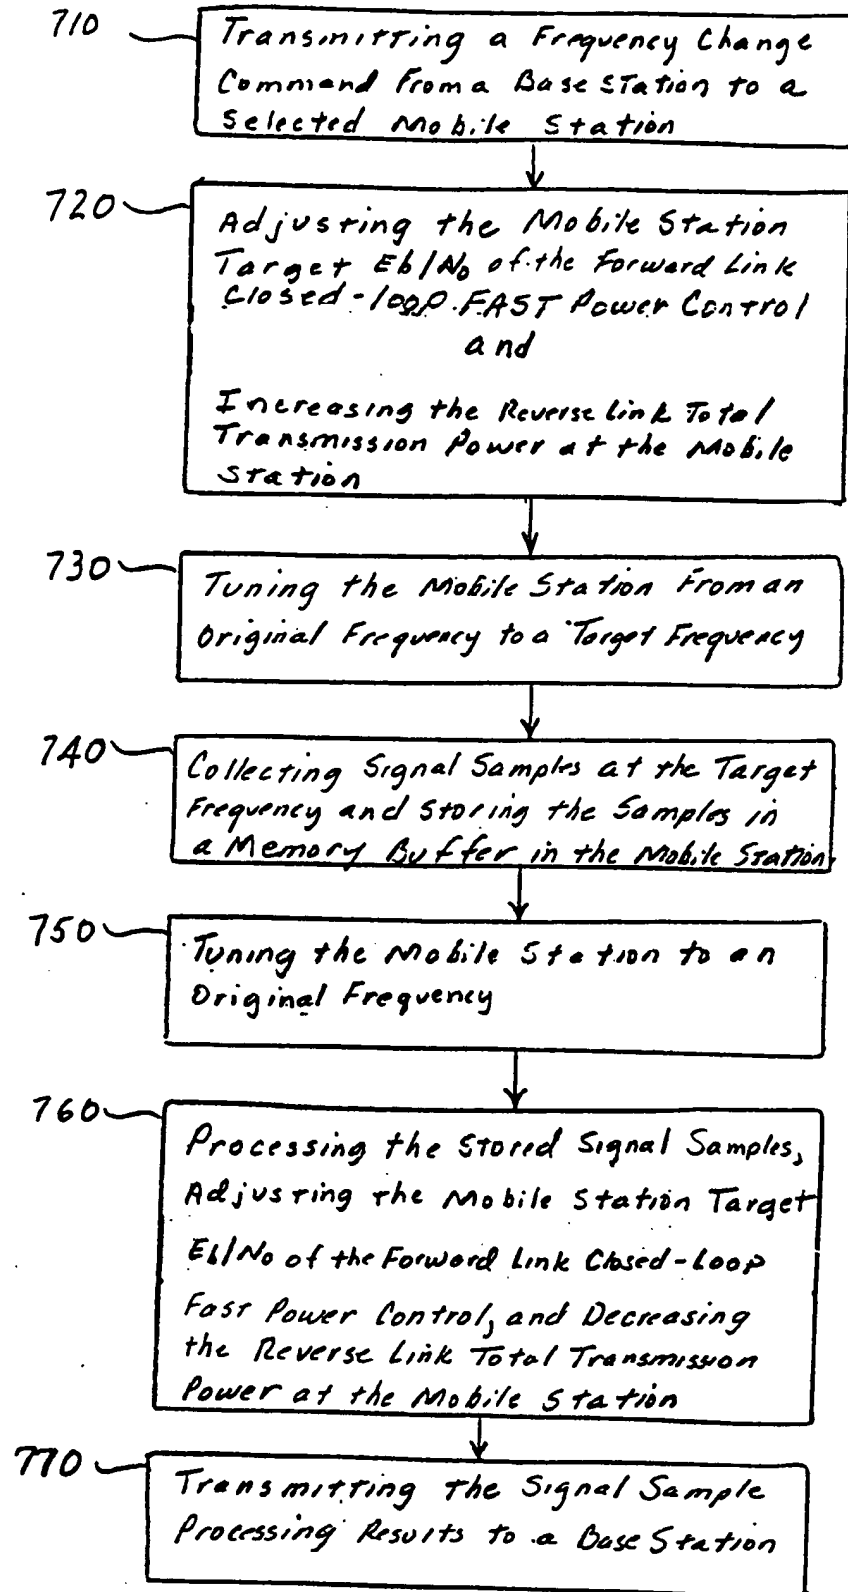 710
Transmitting a Frequency Change
Command From a Base Station to a
Selected Mobile Station
720
Adjusting the Mobile Station
Target Eb/No of the Forward Link
Closed-loop FAST Power Control
and
Increasing the Reverse Link Total
Transmission Power at the Mobile
Station
730
Tuning the Mobile Station From an
Original Frequency to a Target Frequency
740
Collecting Signal Samples at the Target
Frequency and Storing the Samples in
a Memory Buffer in the Mobile Station
750
Tuning the Mobile Station to an
Original Frequency
760
Processing the Stored Signal Samples,
Adjusting the Mobile Station Target
Eb/No of the Forward Link Closed-Loop
Fast Power Control, and Decreasing
the Reverse Link Total Transmission
Power at the Mobile Station
770
Transmitting the Signal Sample
Processing Results to a Base Station